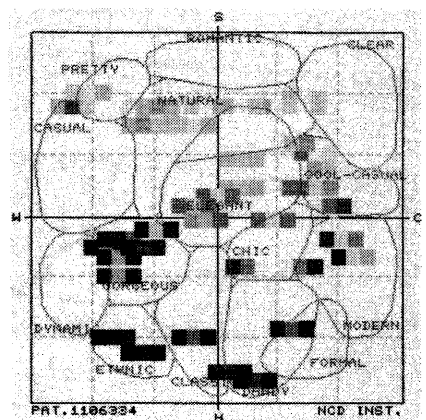 S
ROMANTIC
CLEAR
PRETTY
NATURAL
CASUAL
COOL-CASUAL
ELEGANT
W
C
CHIC
GORGEOUS
DYNAMIC
MODERN
FORMAL
ETHNIC
CLASSIC
DANDY
PAT.1106334
NCD INST.
H